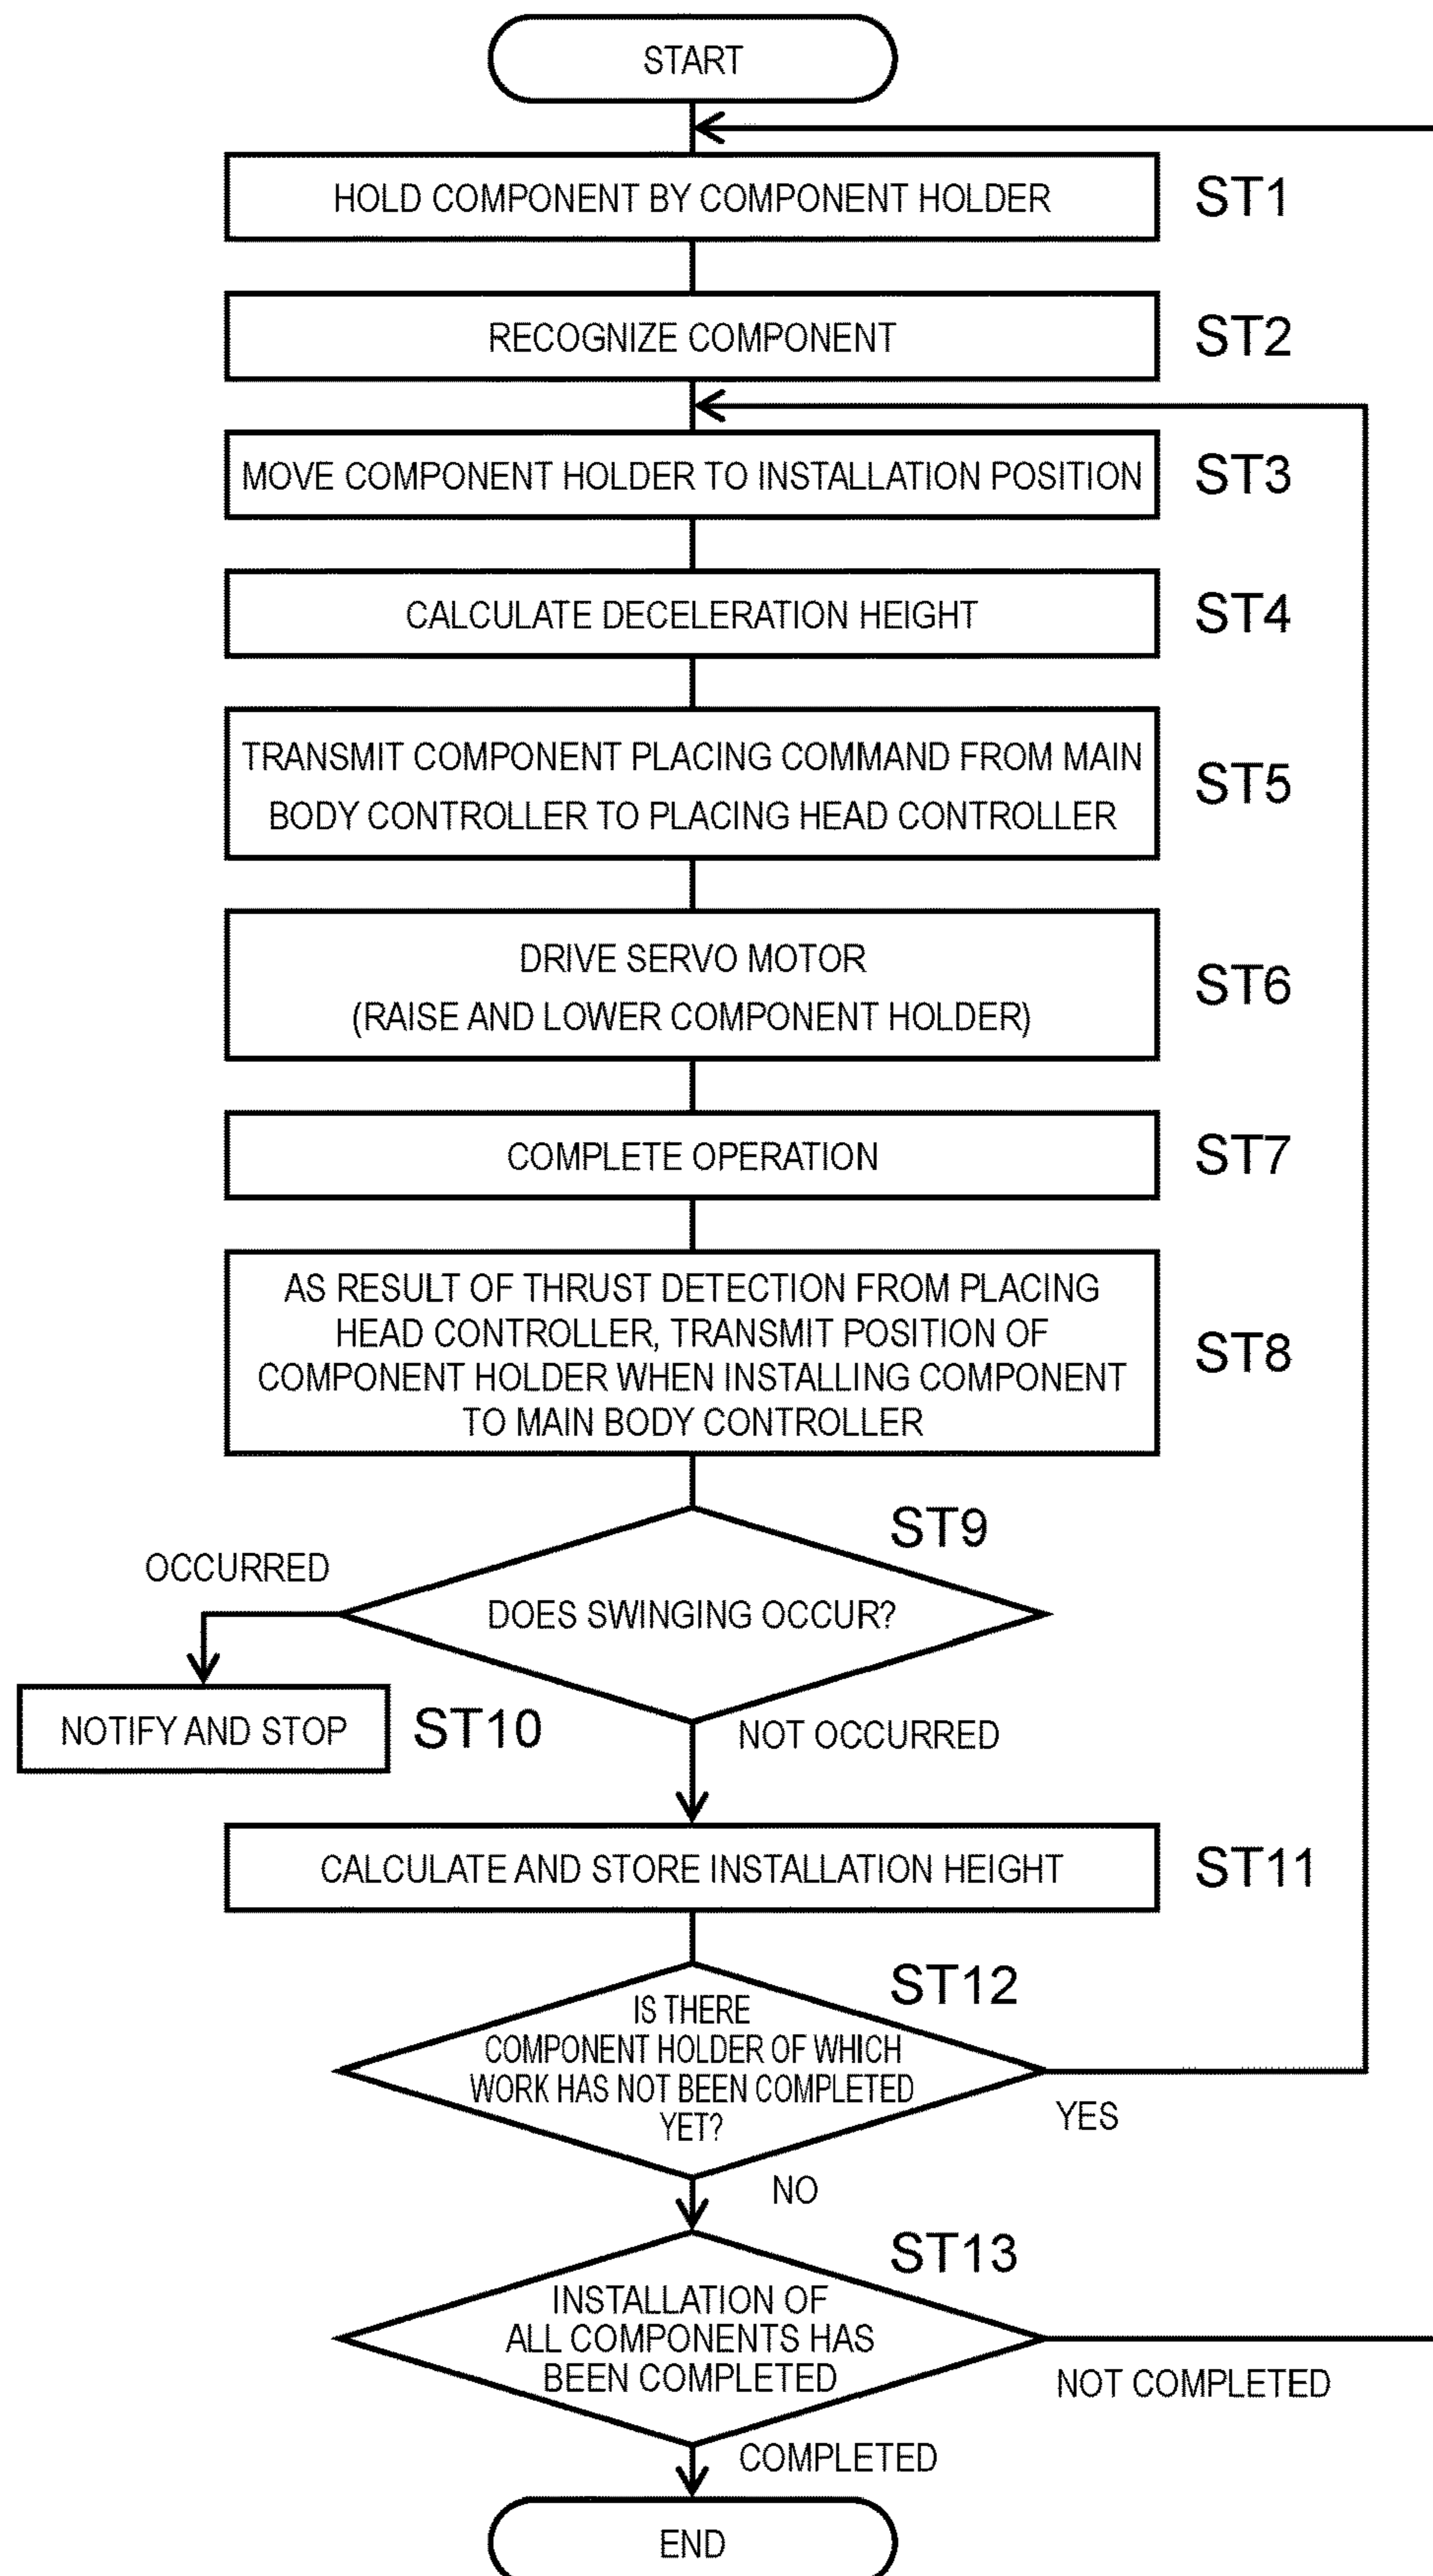 START
HOLD COMPONENT BY COMPONENT HOLDER
ST1
RECOGNIZE COMPONENT
ST2
MOVE COMPONENT HOLDER TO INSTALLATION POSITION
ST3
CALCULATE DECELERATION HEIGHT
ST4
TRANSMIT COMPONENT PLACING COMMAND FROM MAIN
BODY CONTROLLER TO PLACING HEAD CONTROLLER
ST5
DRIVE SERVO MOTOR
(RAISE AND LOWER COMPONENT HOLDER)
ST6
COMPLETE OPERATION
ST7
AS RESULT OF THRUST DETECTION FROM PLACING
HEAD CONTROLLER, TRANSMIT POSITION OF
COMPONENT HOLDER WHEN INSTALLING COMPONENT
TO MAIN BODY CONTROLLER
ST8
ST9
OCCURRED
DOES SWINGING OCCUR?
NOTIFY AND STOP
ST10
NOT OCCURRED
CALCULATE AND STORE INSTALLATION HEIGHT
ST11
ST12
IS THERE
COMPONENT HOLDER OF WHICH
WORK HAS NOT BEEN COMPLETED
YET?
YES
NO
ST13
INSTALLATION OF
ALL COMPONENTS HAS
BEEN COMPLETED
NOT COMPLETED
COMPLETED
END